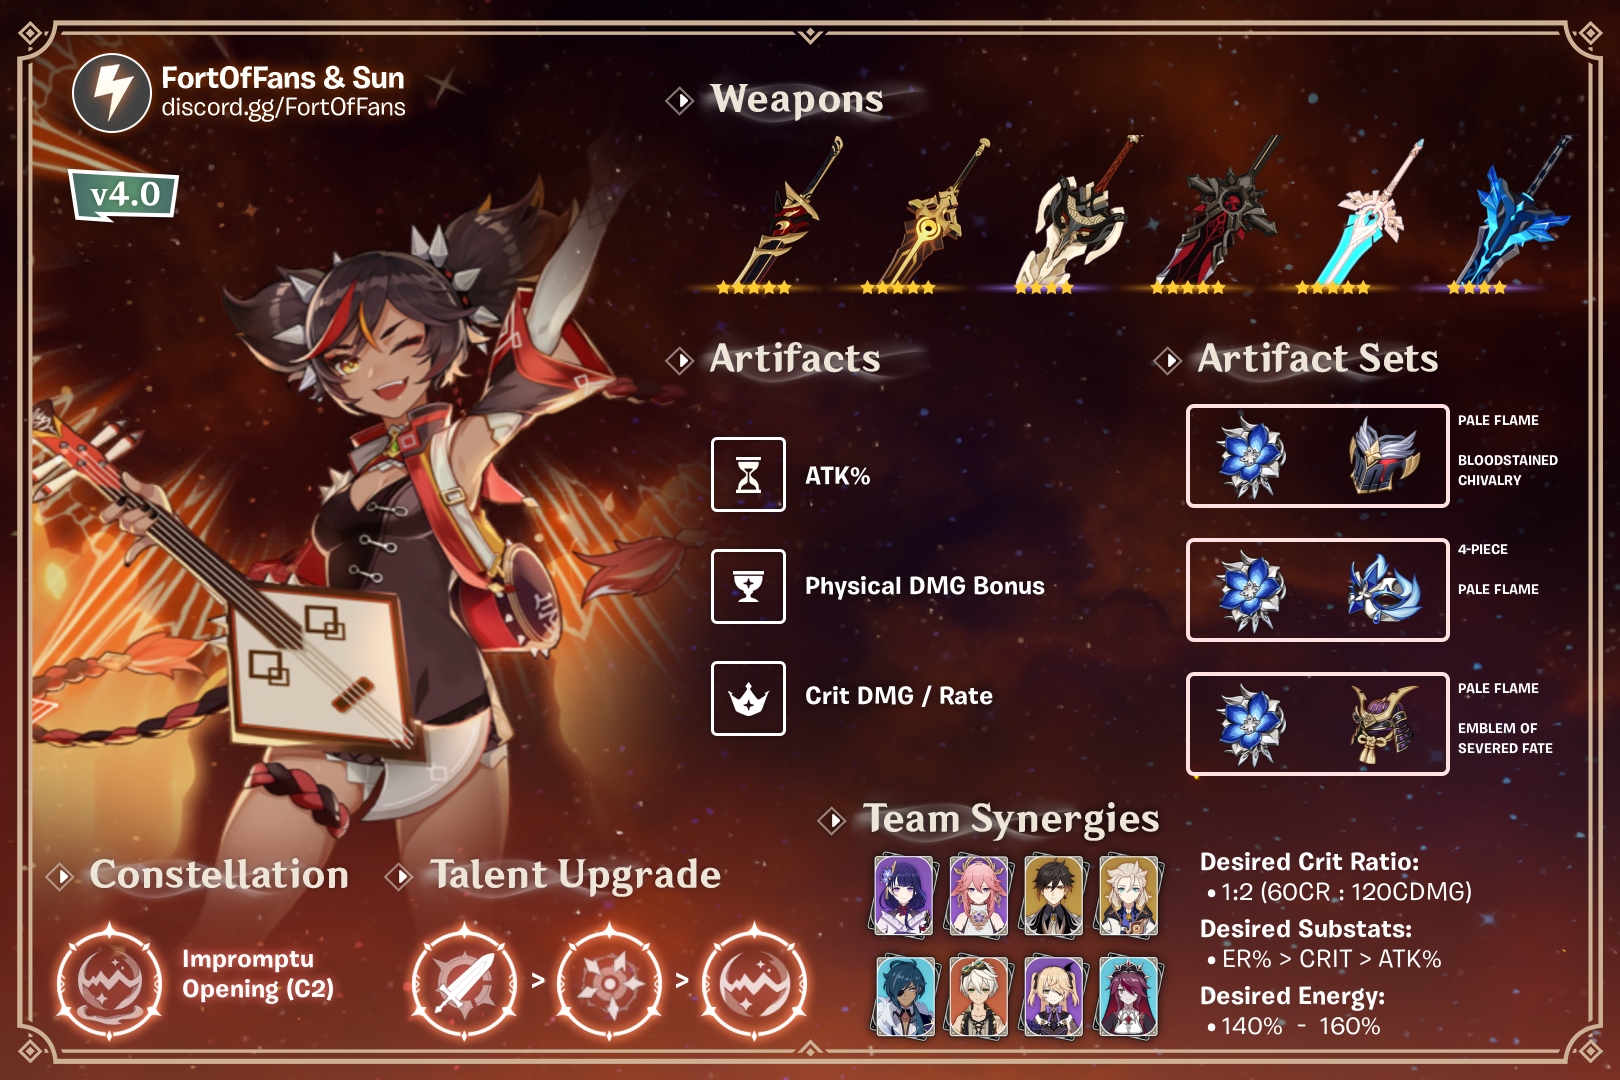 FortOfFans & Sun
discord.gg/FortOfFans
v4.0
Weapons
Artifacts
ATK%
Physical DMG Bonus
Crit DMG / Rate
Artifact Sets
PALE FLAME
BLOODSTAINED
CHIVALRY
4-PIECE
PALE FLAME
PALE FLAME
EMBLEM OF
SEVERED FATE
Constellation
Impromptu
Opening (C2)
Talent Upgrade
> >
Team Synergies
Desired Crit Ratio:
• 1:2 (60CR : 120CDMG)
Desired Substats:
• ER% > CRIT > ATK%
Desired Energy:
• 140% - 160%